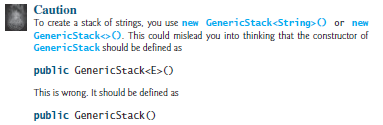 Caution
To create a stack of strings, you use new GenericStack<String>() or new
GenericStack<>(). This could mislead you into thinking that the constructor of
GenericStack should be defined as
public GenericStack<E>()
This is wrong. It should be defined as
public GenericStack()